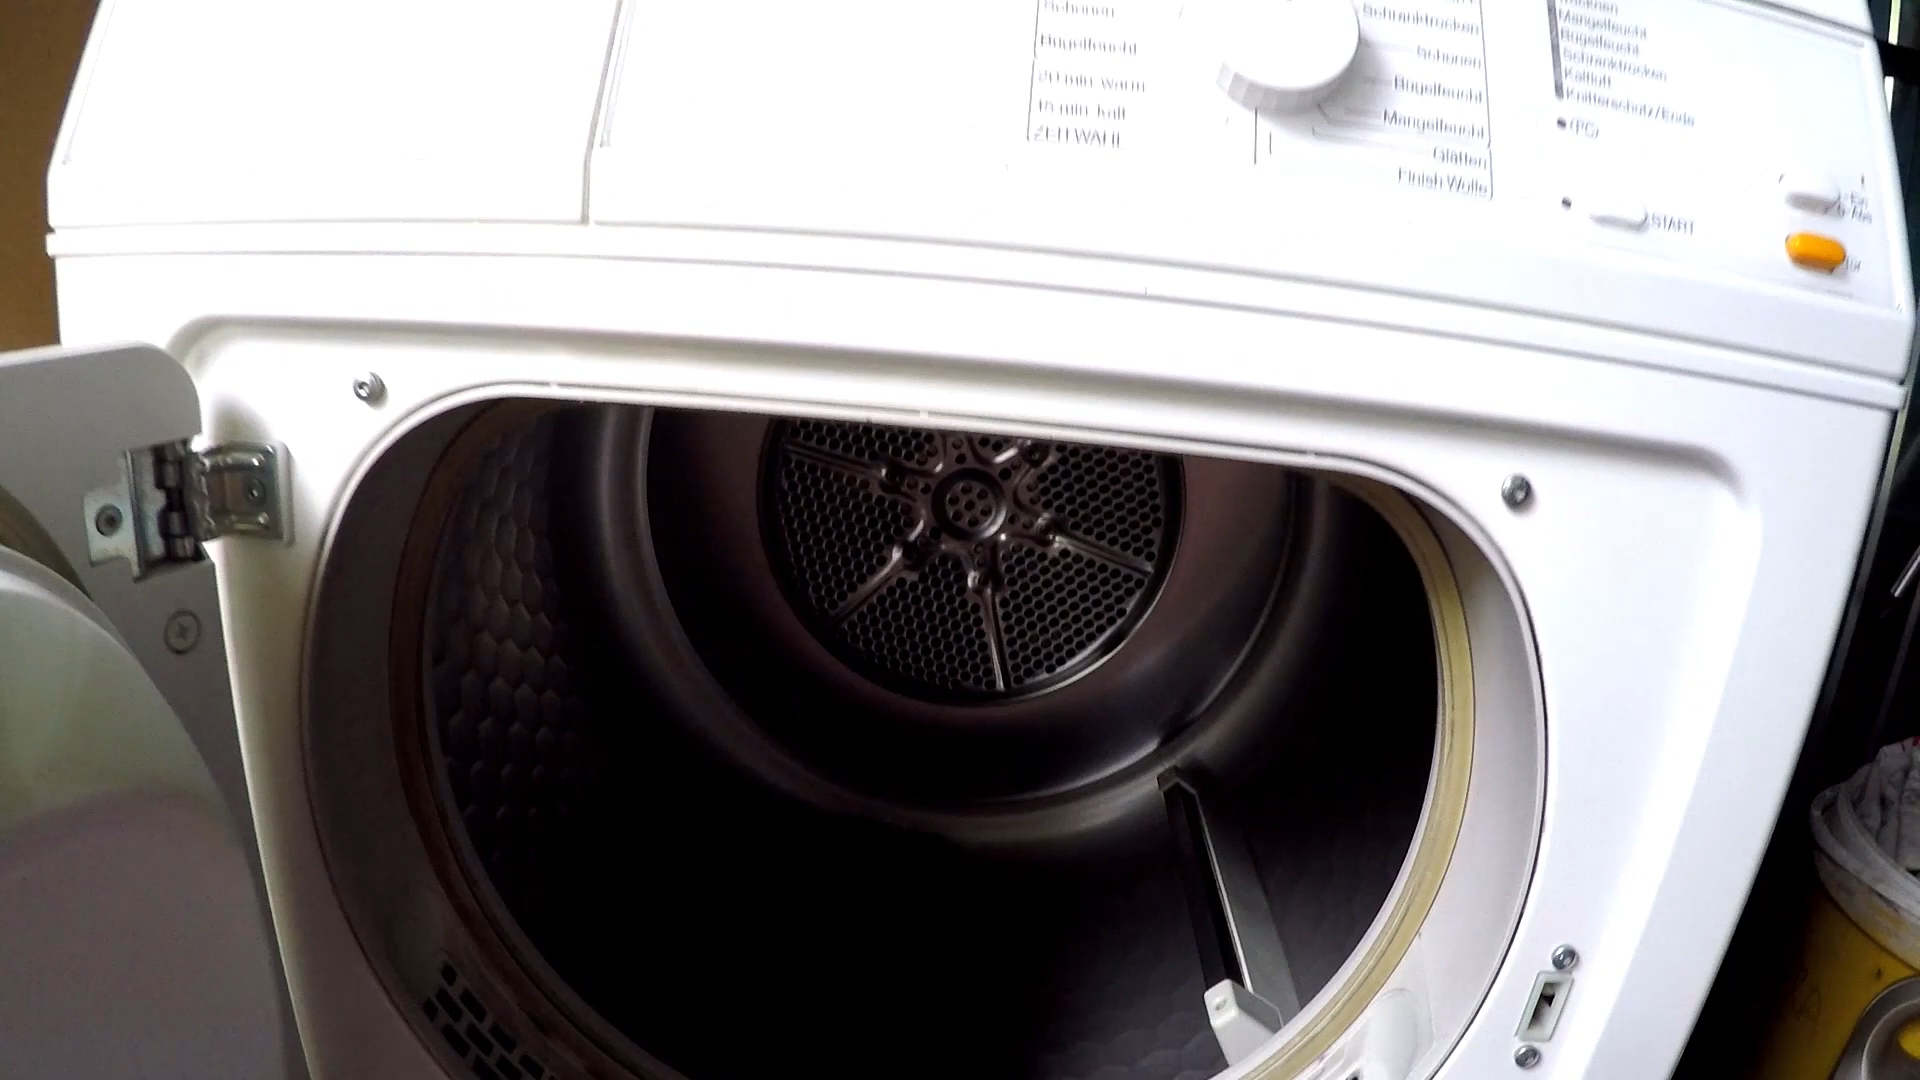 Schonen
Bügelfeucht
20 min warm
15 min kalt
ZEITWAHL
Schranktrocken
Schonen
Bügelfeucht
Mangelfeucht
Glätten
Finish Wolle
Trocknen
Mangelfeucht
Bügelfeucht
Schranktrocken
Kaltluft
Knitterschutz/Ende
(PC)
START